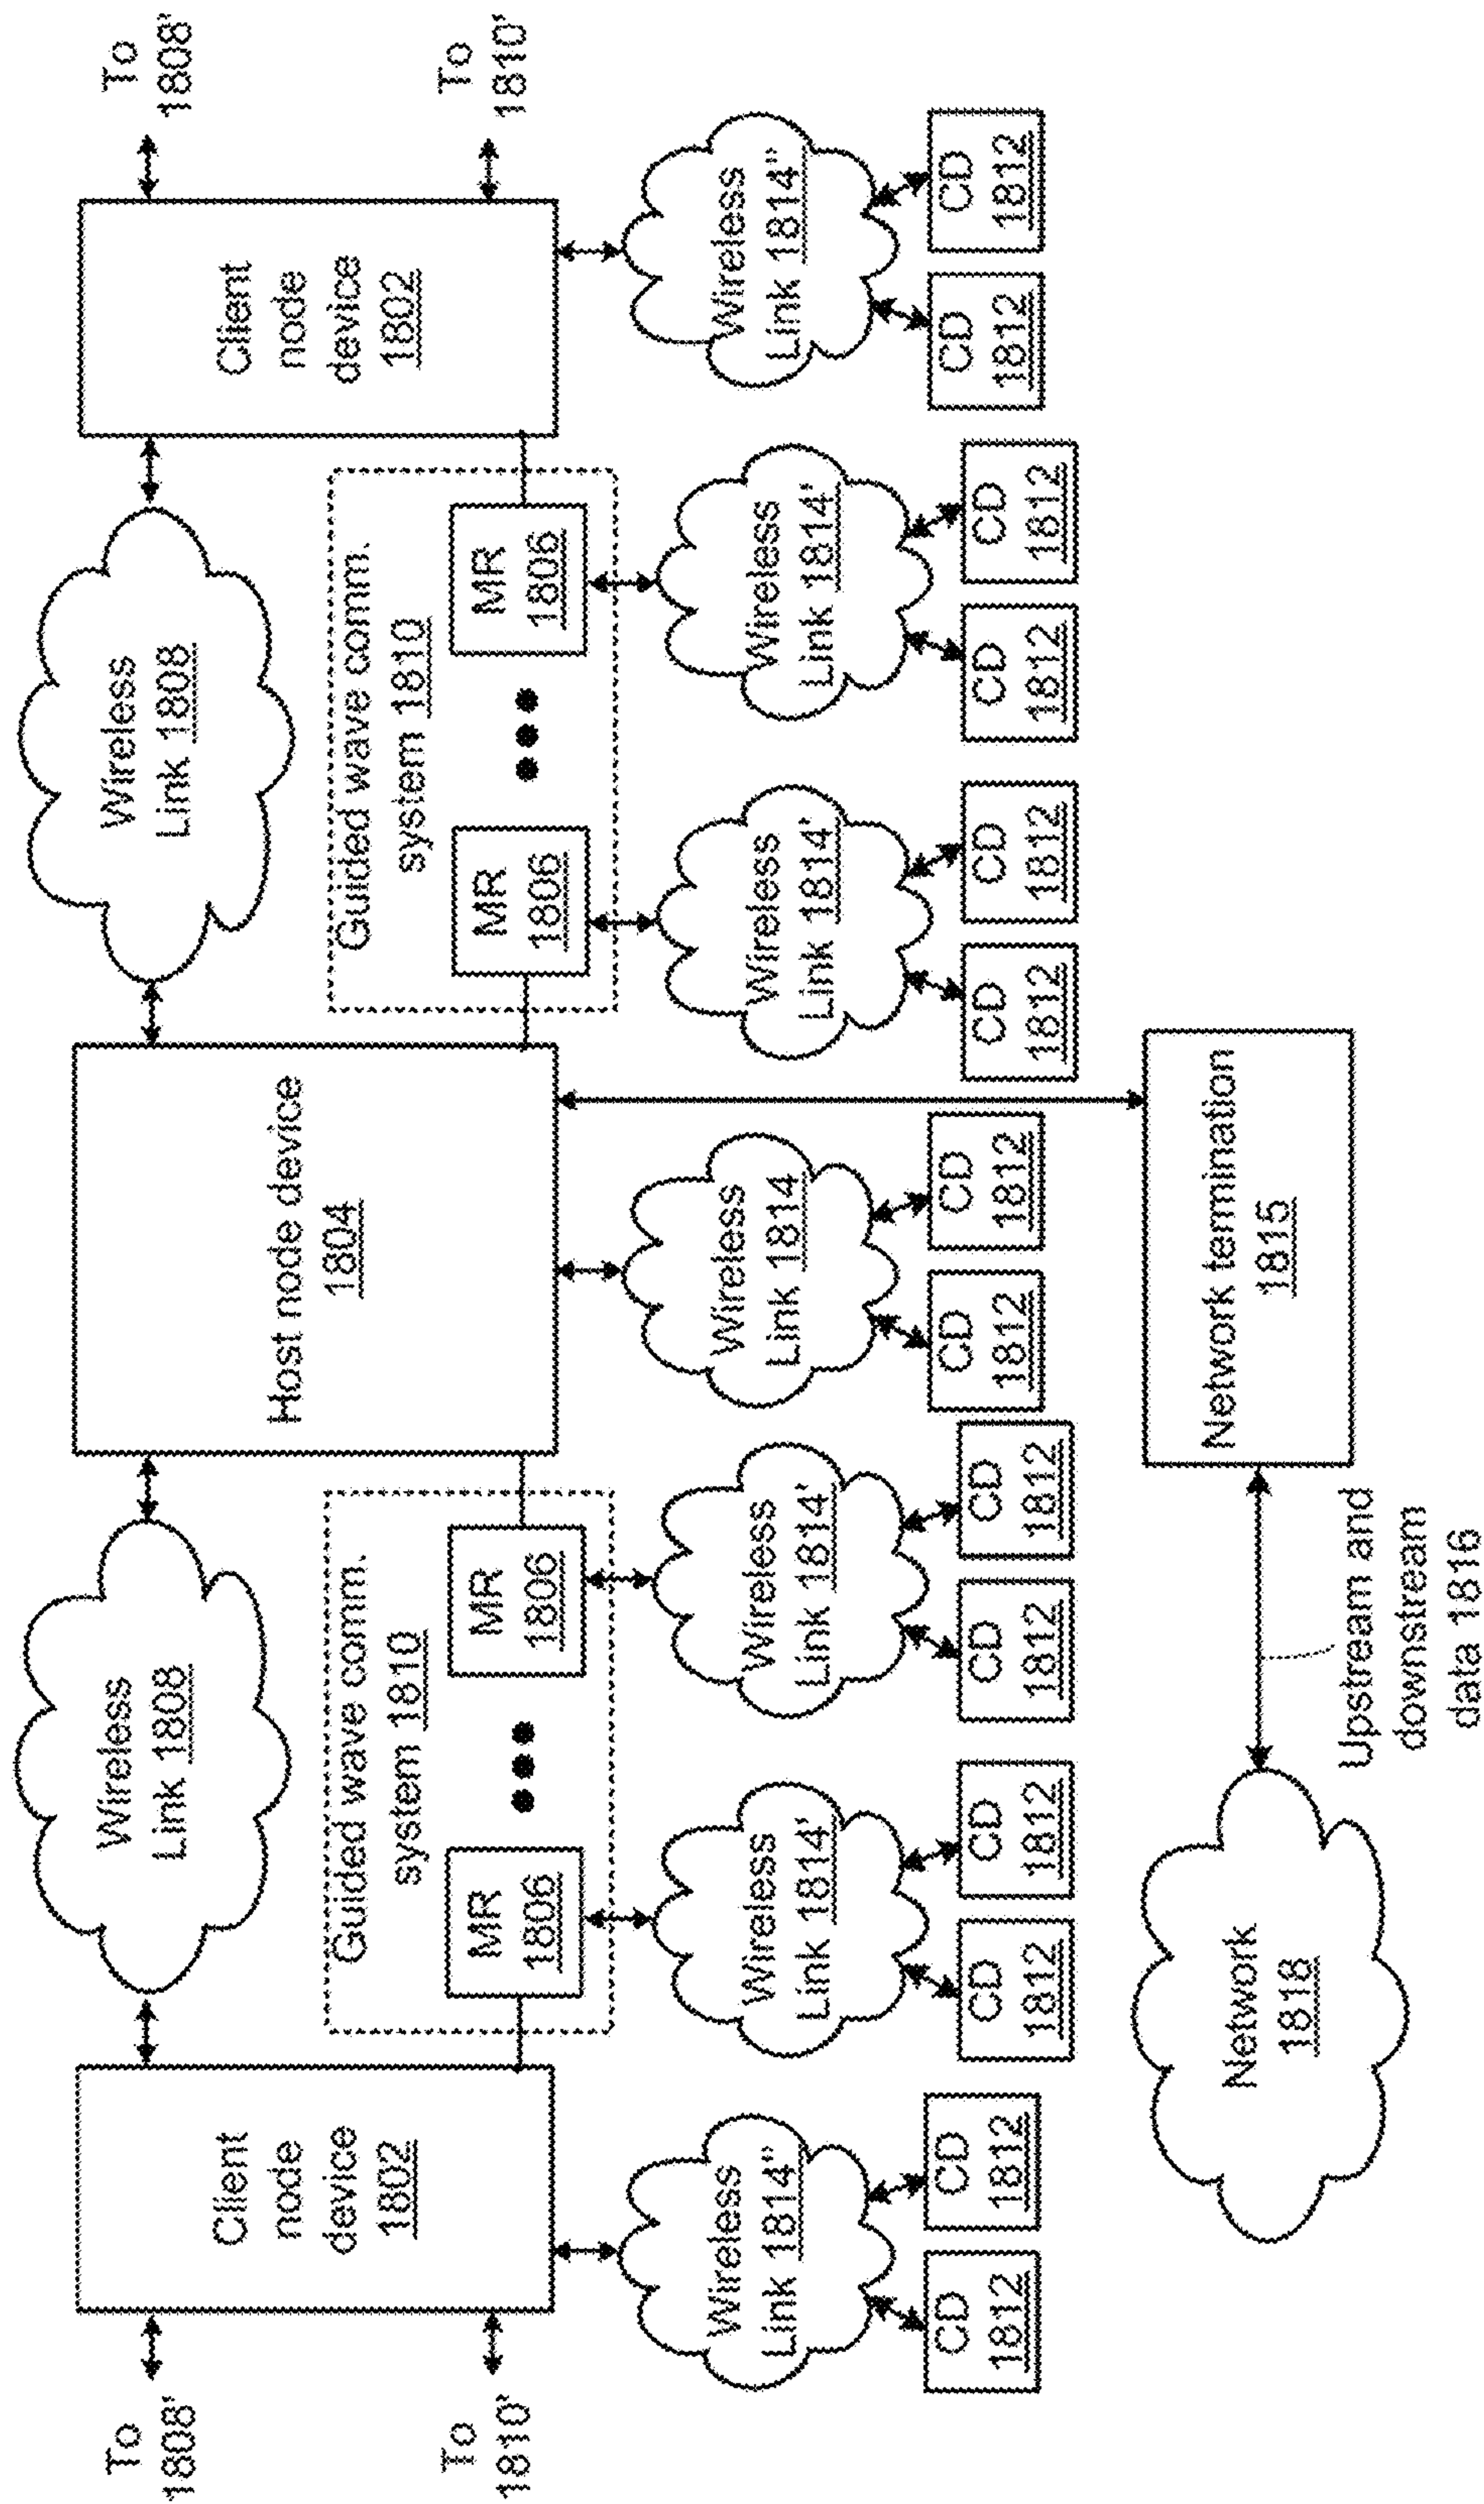 To
1808'
Wireless
Link 1808
Wireless
Link 1808
To
1808'
Client
node
device
1802
Host node device
1804
Client
node
device
1802
Guided wave comm.
system 1810
Guided wave comm.
system 1810
To
1810'
MR
1806
MR
1806
MR
1806
MR
1806
To
1810'
Wireless
Link 1814"
Wireless
Link 1814'
Wireless
Link 1814'
Wireless
Link 1814
Wireless
Link 1814'
Wireless
Link 1814'
Wireless
Link 1814"
CD
1812
CD
1812
CD
1812
CD
1812
CD
1812
CD
1812
CD
1812
CD
1812
CD
1812
CD
1812
CD
1812
CD
1812
CD
1812
CD
1812
Network
1818
Network termination
1815
Upstream and
downstream
data 1816